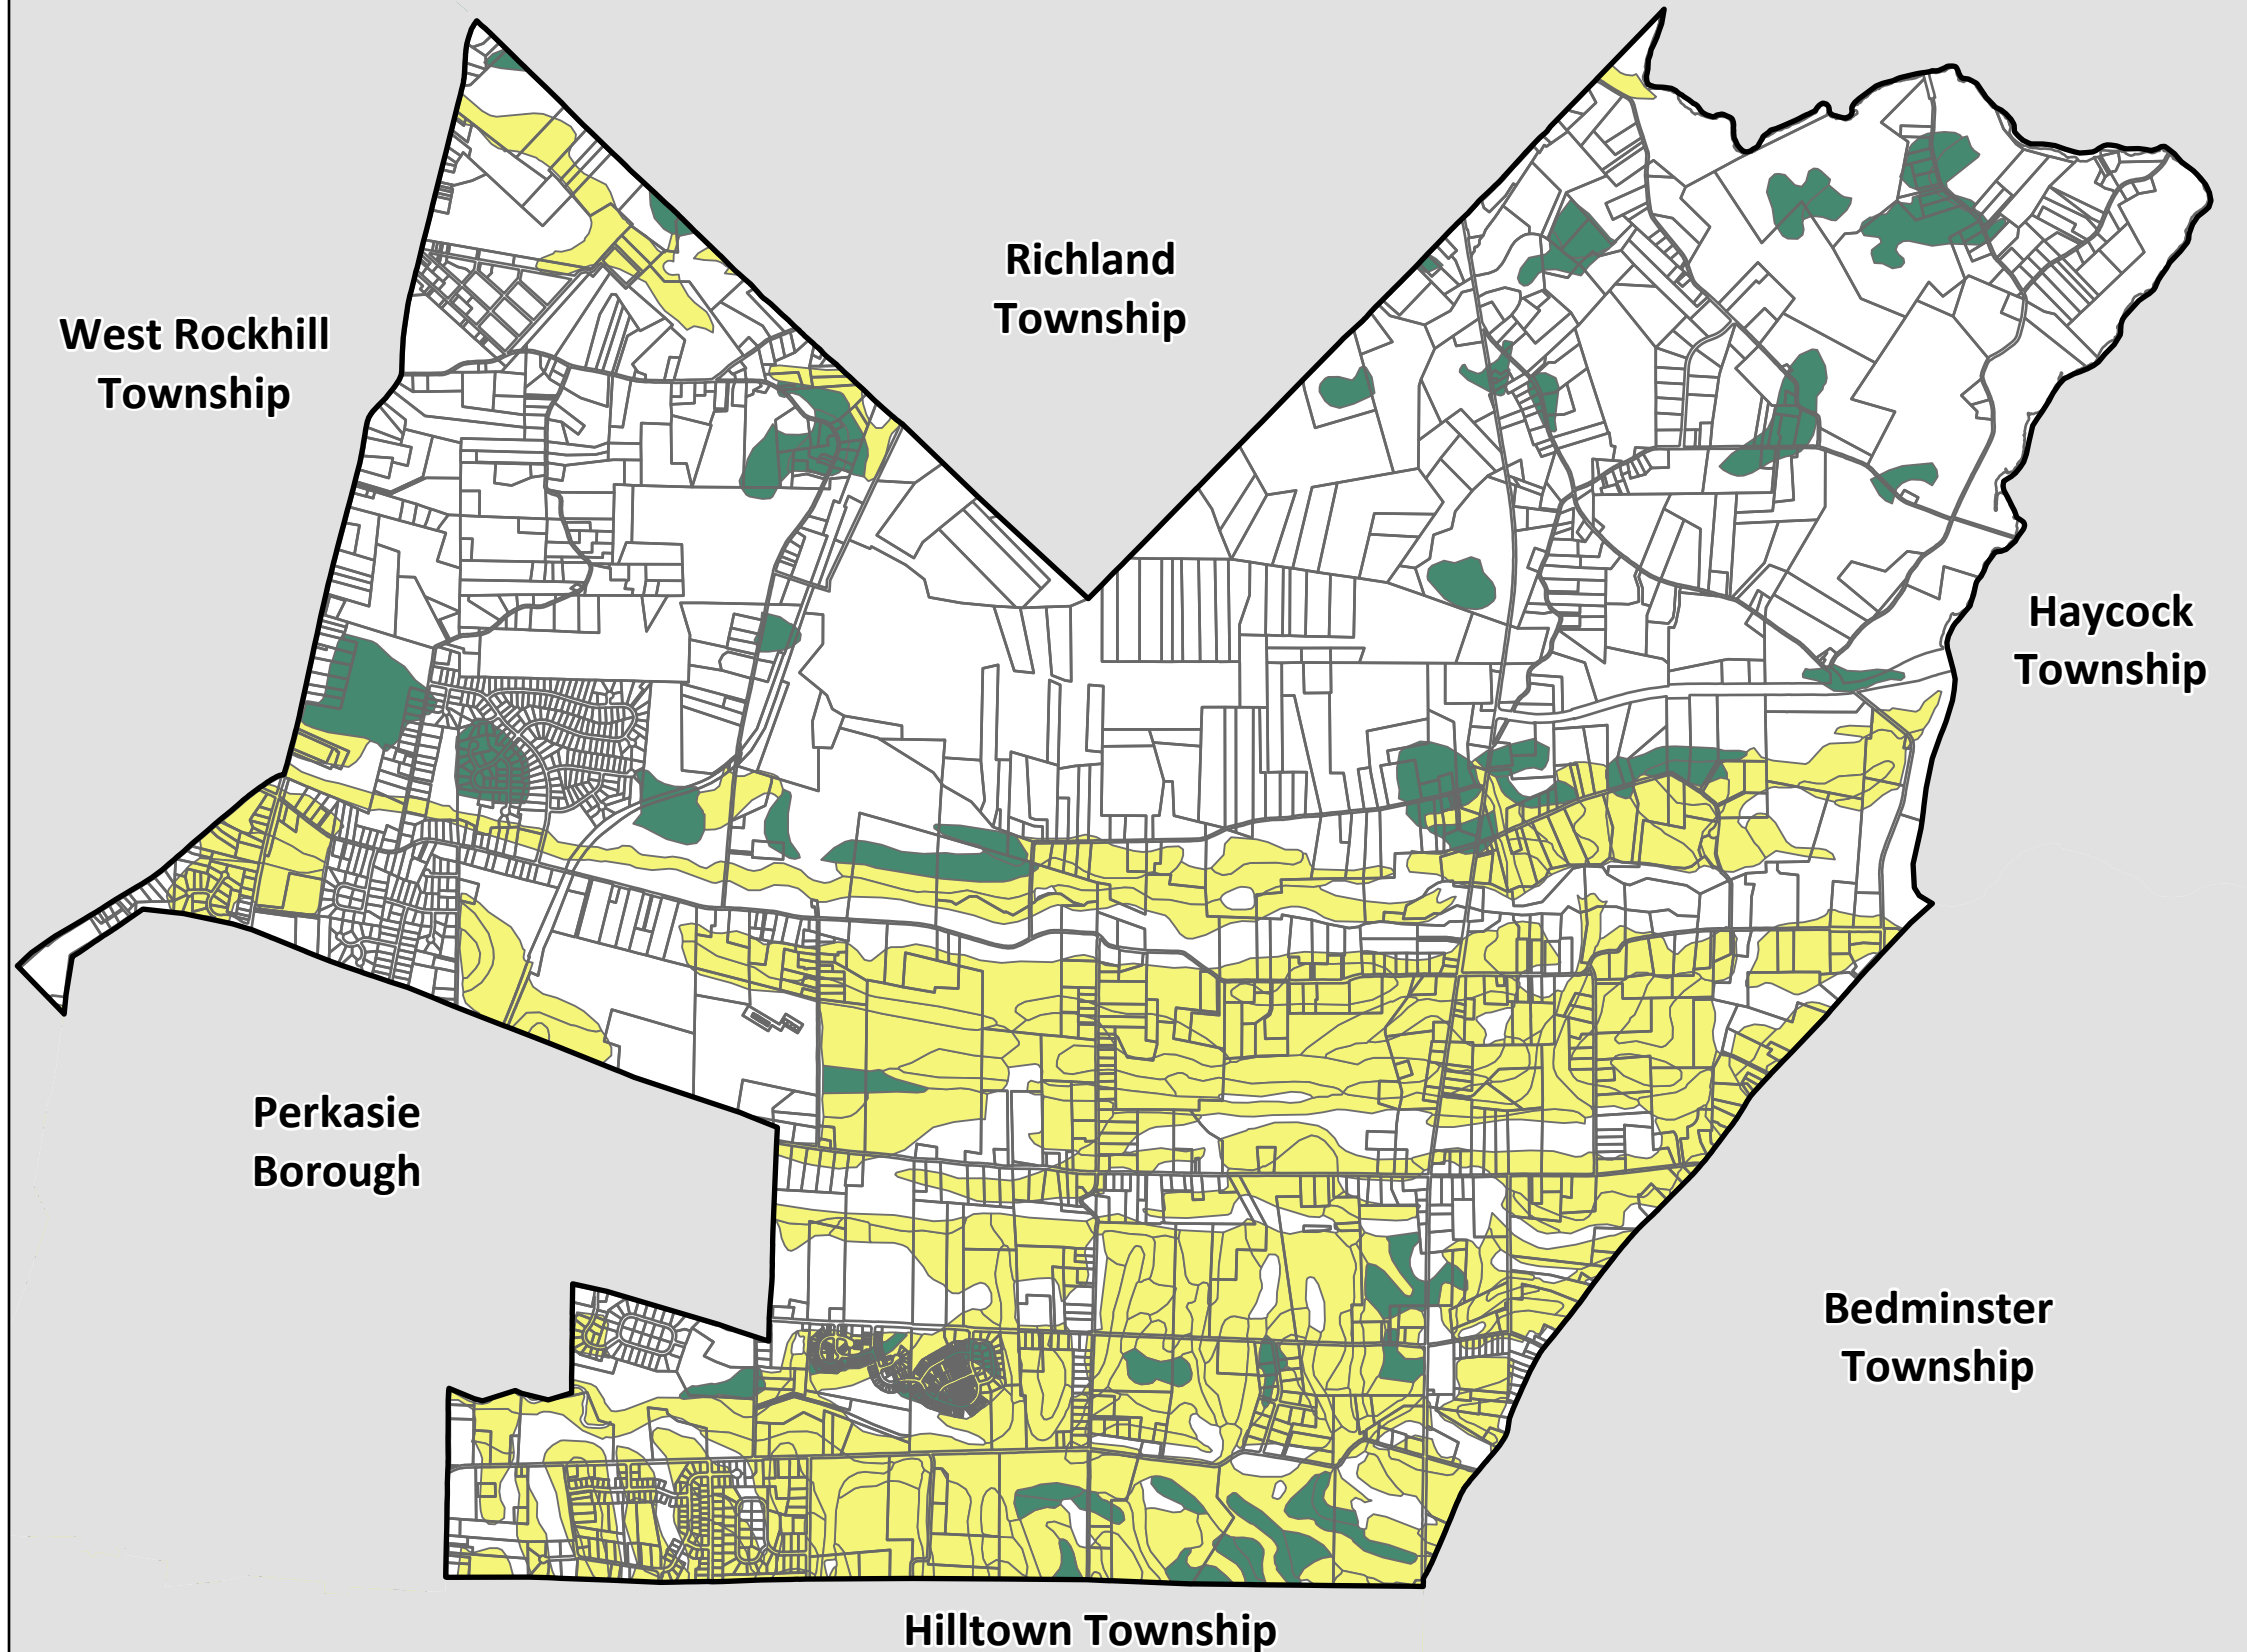 Richland
Township
West Rockhill
Township
Haycock
Township
Perkasie
Borough
Bedminster
Township
Hilltown Township